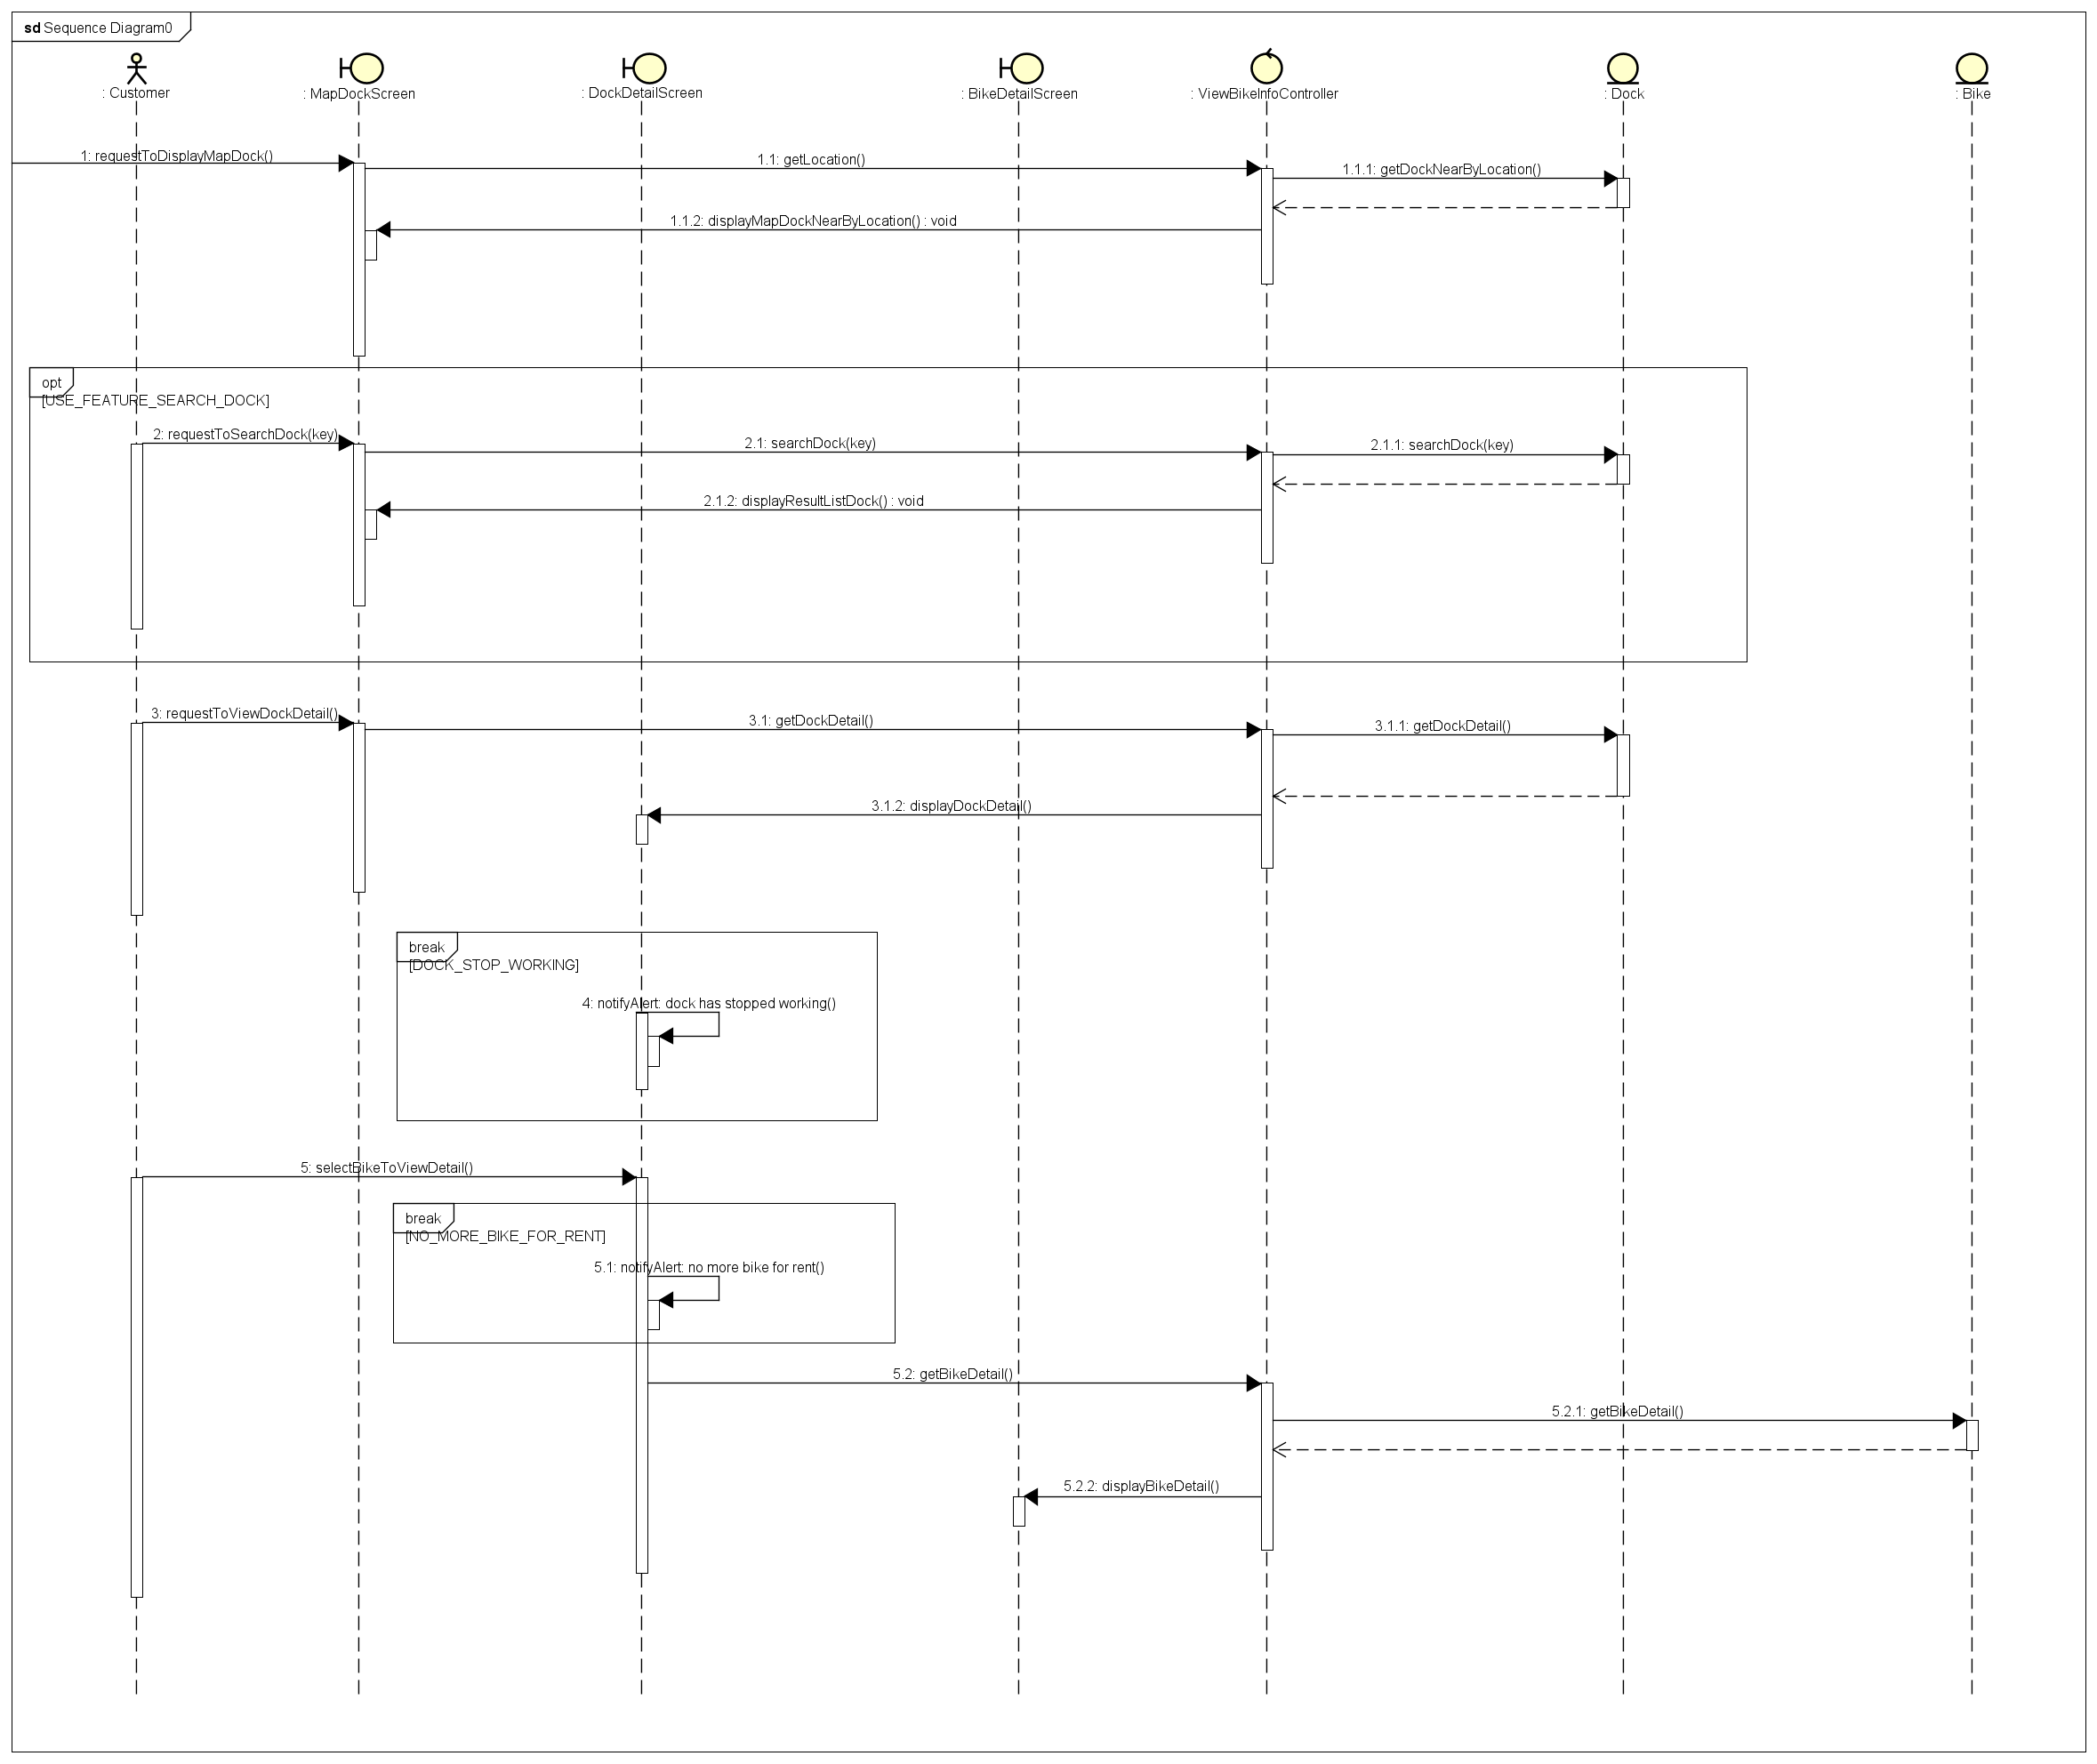 sd Sequence Diagram0
: Customer
: MapDockScreen
: DockDetailScreen
: BikeDetailScreen
: ViewBikeInfoController
: Dock
: Bike
1: requestToDisplayMapDock()
1.1: getLocation()
1.1.1: getDockNearByLocation()
1.1.2: displayMapDockNearByLocation() : void
opt
[USE_FEATURE_SEARCH_DOCK]
2: requestToSearchDock(key)
2.1: searchDock(key)
2.1.1: searchDock(key)
2.1.2: displayResultListDock() : void
3: requestToViewDockDetail()
3.1: getDockDetail()
3.1.1: getDockDetail()
3.1.2: displayDockDetail()
break
[DOCK_STOP_WORKING]
4: notifyAlert: dock has stopped working()
5: selectBikeToViewDetail()
break
[NO_MORE_BIKE_FOR_RENT]
5.1: notifyAlert: no more bike for rent()
5.2: getBikeDetail()
5.2.1: getBikeDetail()
5.2.2: displayBikeDetail()